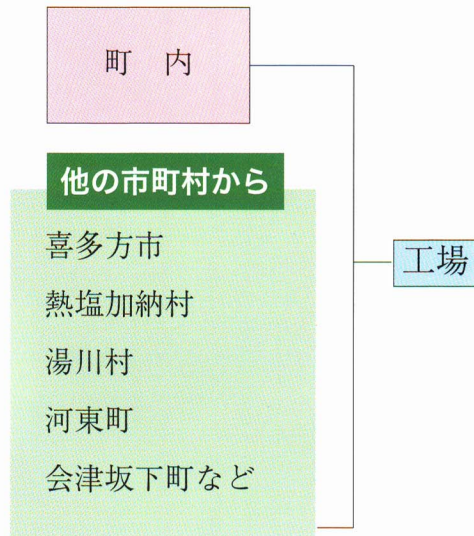 町 内
他の市町村から
喜多方市
熱塩加納村
湯川村
河東町
会津坂下町など
工場